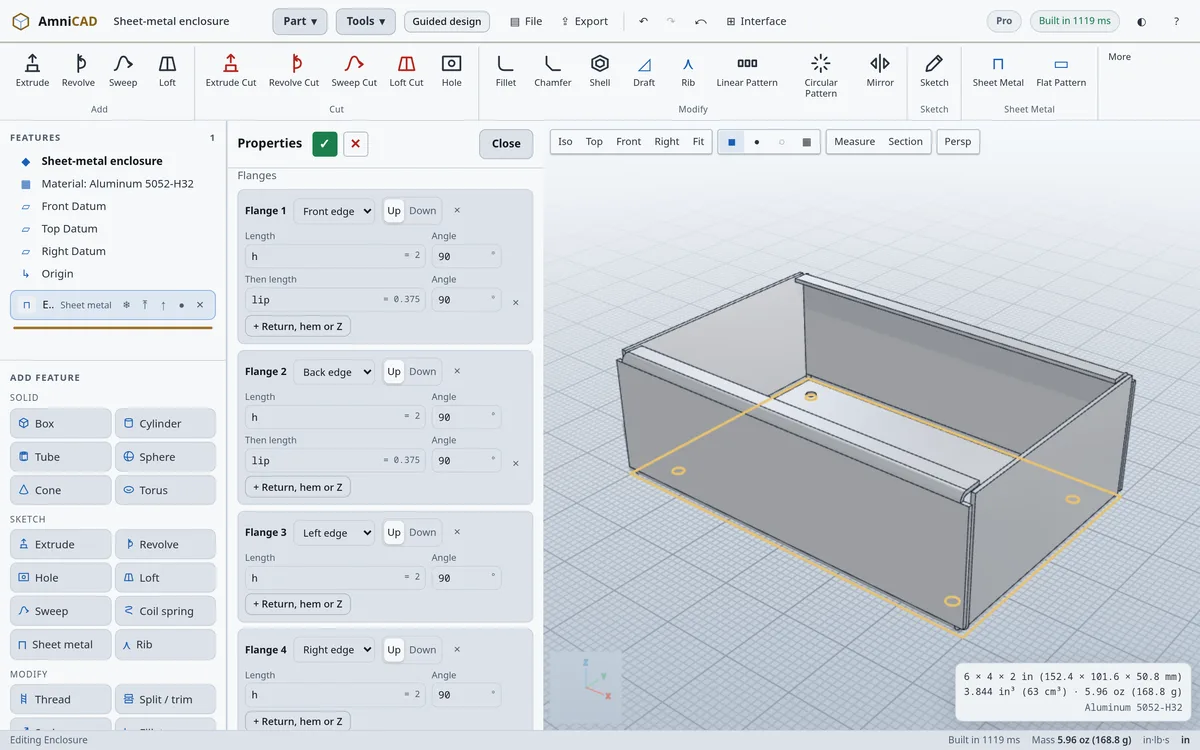 AmniCAD Sheet-metal enclosure Part ▾ Tools ▾ Guided design File Export Interface Pro Built in 1119 ms ?
Extrude Revolve Sweep Loft Extrude Cut Revolve Cut Sweep Cut Loft Cut Hole Fillet Chamfer Shell Draft Rib Linear Pattern Circular Pattern Mirror Sketch Sheet Metal Flat Pattern More
Add Cut Modify Sketch Sheet Metal
FEATURES 1
Sheet-metal enclosure
Material: Aluminum 5052-H32
Front Datum
Top Datum
Right Datum
Origin
E.. Sheet metal
ADD FEATURE
SOLID
Box Cylinder
Tube Sphere
Cone Torus
SKETCH
Extrude Revolve
Hole Loft
Sweep Coil spring
Sheet metal Rib
MODIFY
Thread Split / trim
Properties ✓ ✕ Close
Flanges
Flange 1 Front edge Up Down ×
Length Angle
h = 2 90 °
Then length Angle
lip = 0.375 90 ° ×
+ Return, hem or Z
Flange 2 Back edge Up Down ×
Length Angle
h = 2 90 °
Then length Angle
lip = 0.375 90 ° ×
+ Return, hem or Z
Flange 3 Left edge Up Down ×
Length Angle
h = 2 90 °
+ Return, hem or Z
Flange 4 Right edge Up Down ×
Length Angle
h = 2 90 °
+ Return, hem or Z
Iso Top Front Right Fit Measure Section Persp
z
Y
x
6 × 4 × 2 in (152.4 × 101.6 × 50.8 mm)
3.844 in³ (63 cm³) · 5.96 oz (168.8 g)
Aluminum 5052-H32
Editing Enclosure Built in 1119 ms Mass 5.96 oz (168.8 g) in·lb·s in